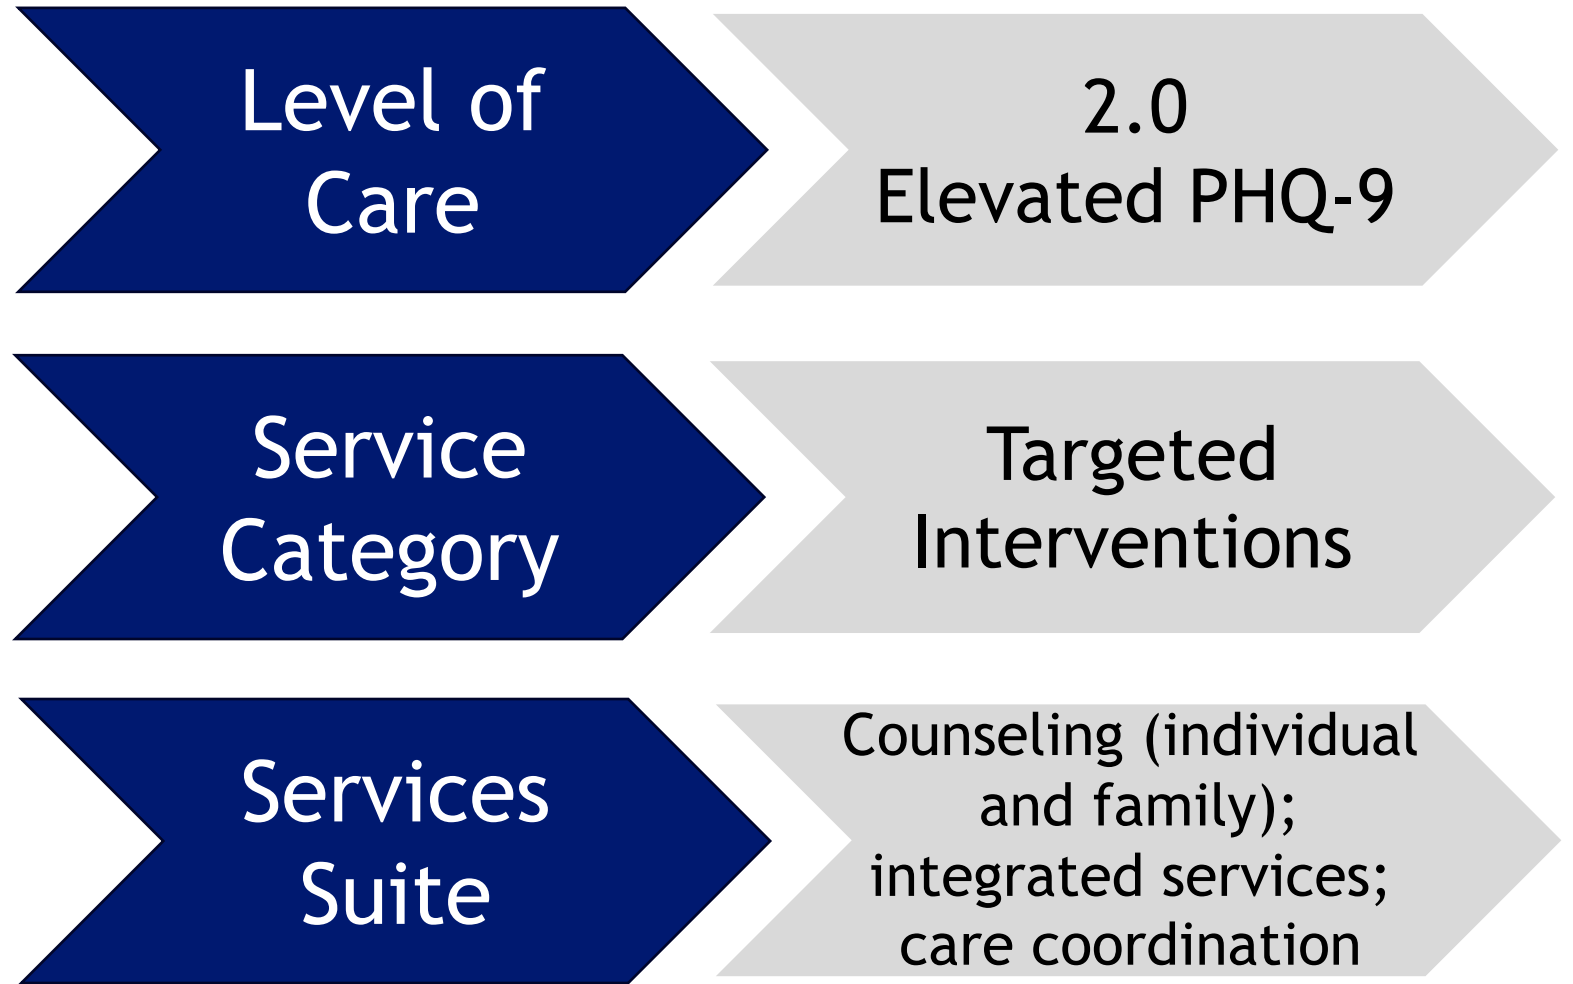 Level of
Care
2.0
Elevated PHQ-9
Service
Category
Targeted
Interventions
Services
Suite
Counseling (individual
and family);
integrated services;
care coordination